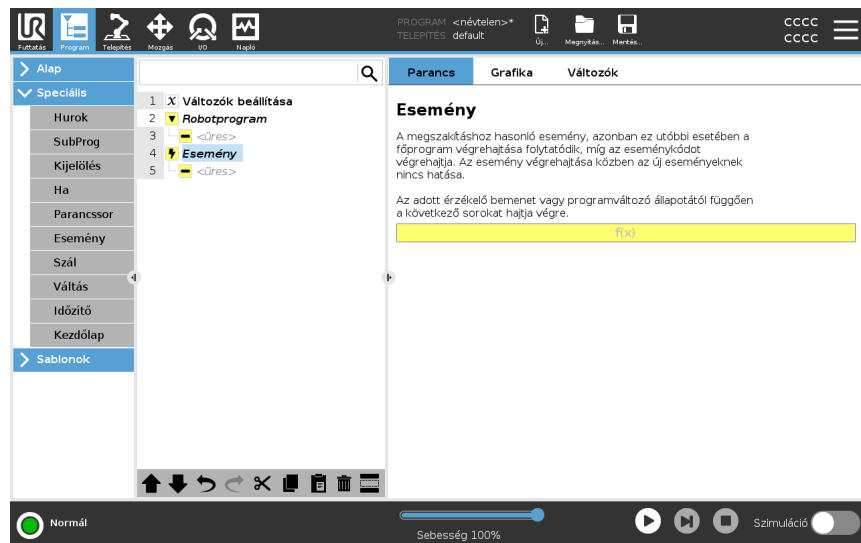 UR
Futtatás
Program
Telepítés
Mozgás
I/O
Napló
PROGRAM <névtelen>*
TELEPÍTÉS default
Új...
Megnyitás...
Mentés...
CCCC
CCCC
Alap
Speciális
Hurok
SubProg
Kijelölés
Ha
Parancssor
Esemény
Szál
Váltás
Időzítő
Kezdőlap
Sablonok
1 X Változók beállítása
2 Robotprogram
3 <üres>
4 Esemény
5 <üres>
Parancs
Grafika
Változók
Esemény
A megszakításhoz hasonló esemény, azonban ez utóbbi esetében a
főprogram végrehajtása folytatódik, míg az eseménykódot
végrehajtja. Az esemény végrehajtása közben az új eseményeknek
nincs hatása.
Az adott érzékelő bemenet vagy programváltozó állapotától függően
a következő sorokat hajtja végre.
f(x)
Normál
Sebesség 100%
Szimuláció